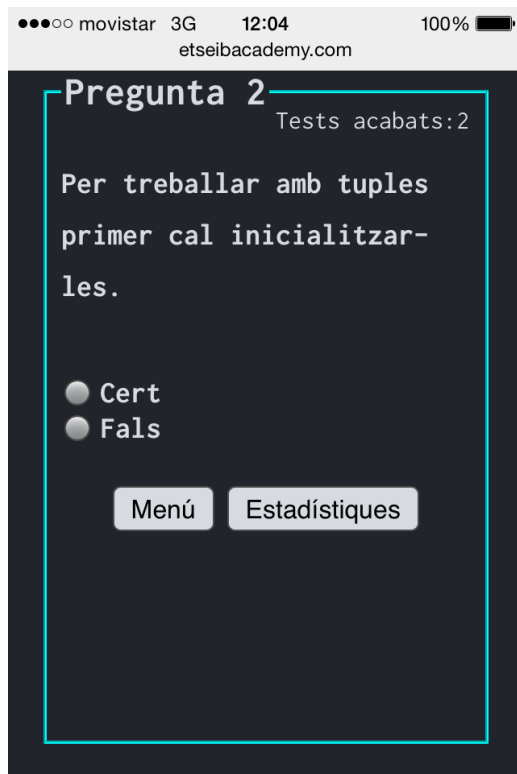 movistar 3G 12:04 100%
etseibacademy.com
Pregunta 2
Tests acabats:2
Per treballar amb tuples
primer cal inicialitzar-
les.
Cert
Fals
Menú Estadístiques